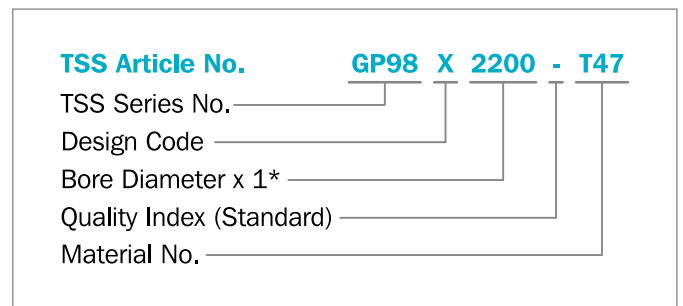 TSS Article No. GP98 X 2200 - T47
TSS Series No.
Design Code
Bore Diameter x 1*
Quality Index (Standard)
Material No.